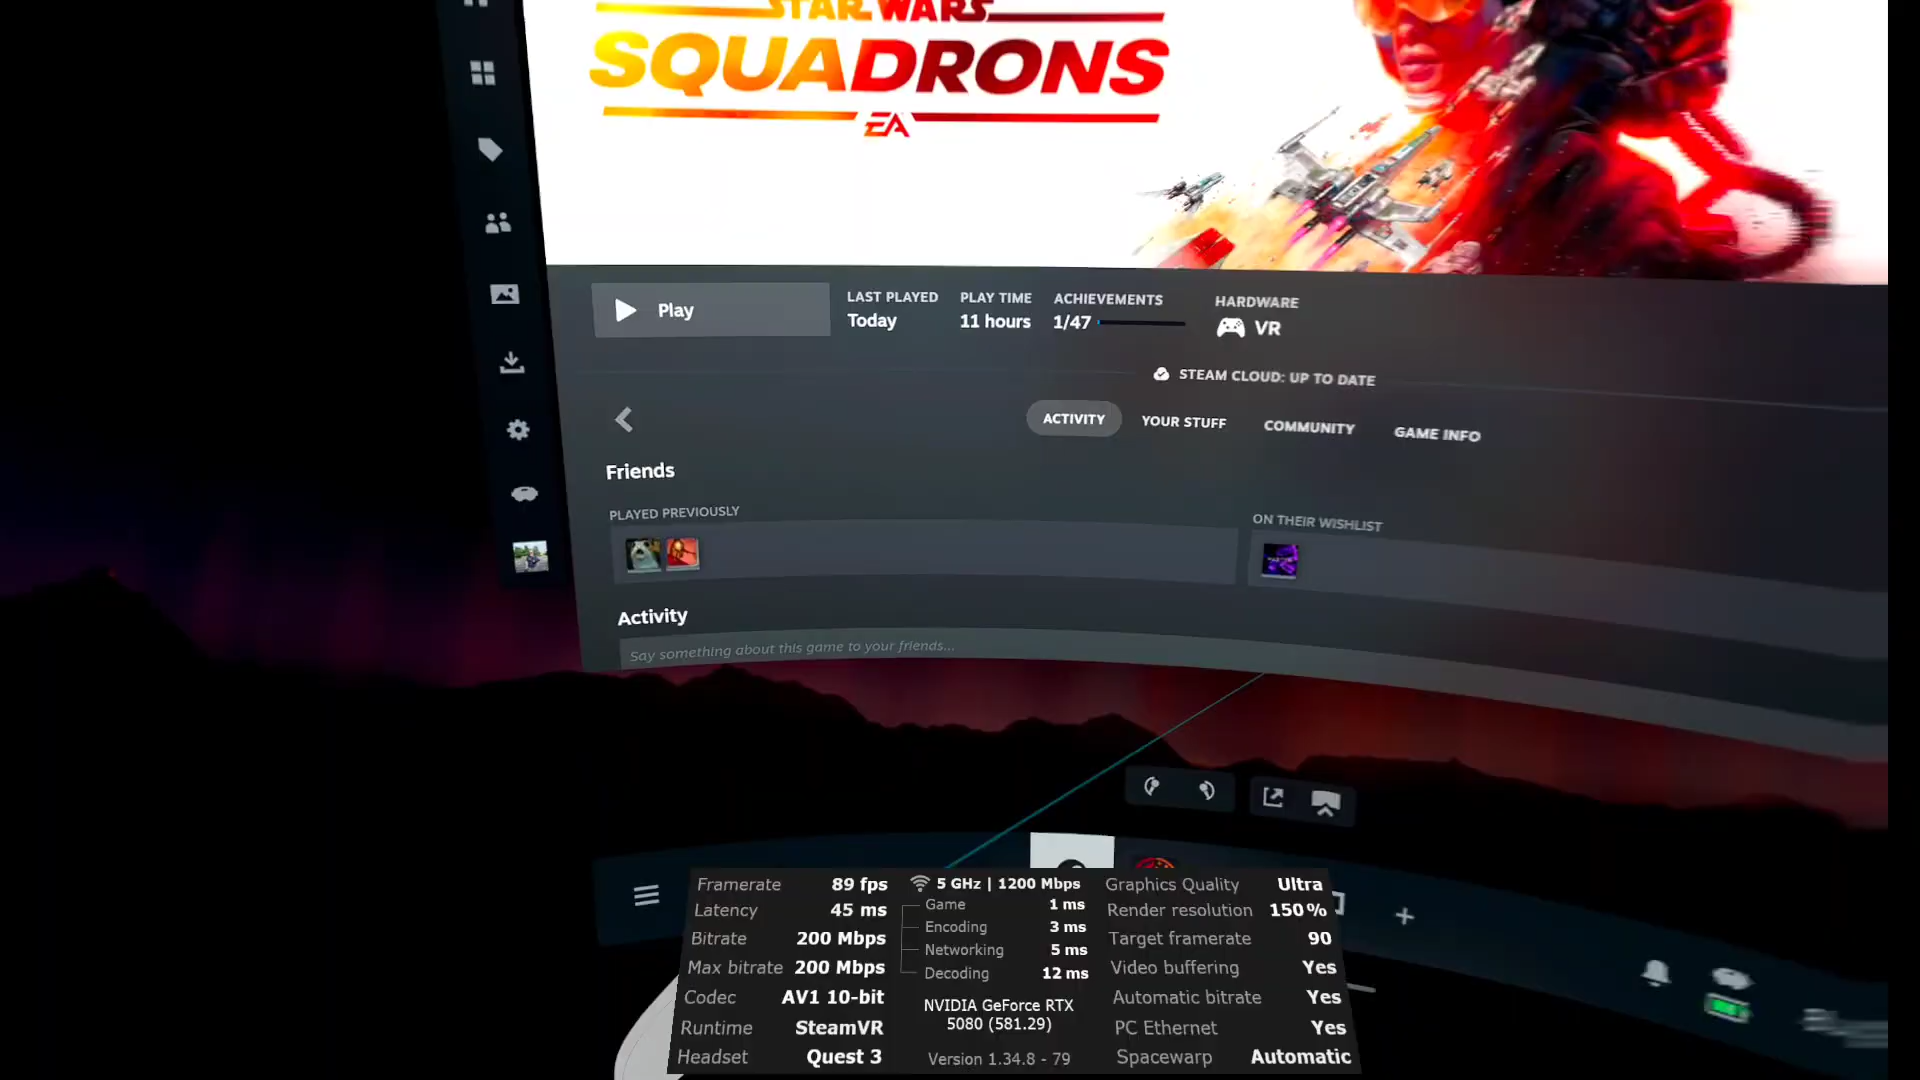 STAR WARS
SQUADRONS
EA
Play
LAST PLAYED
Today
PLAY TIME
11 hours
ACHIEVEMENTS
1/47
HARDWARE
VR
STEAM CLOUD: UP TO DATE
ACTIVITY
YOUR STUFF
COMMUNITY
GAME INFO
Friends
PLAYED PREVIOUSLY
ON THEIR WISHLIST
Activity
Say something about this game to your friends...
Framerate 89 fps
Latency 45 ms
Bitrate 200 Mbps
Max bitrate 200 Mbps
Codec AV1 10-bit
Runtime SteamVR
Headset Quest 3
5 GHz | 1200 Mbps
Game 1 ms
Encoding 3 ms
Networking 5 ms
Decoding 12 ms
NVIDIA GeForce RTX
5080 (581.29)
Version 1.34.8 - 79
Graphics Quality Ultra
Render resolution 150%
Target framerate 90
Video buffering Yes
Automatic bitrate Yes
PC Ethernet Yes
Spacewarp Automatic